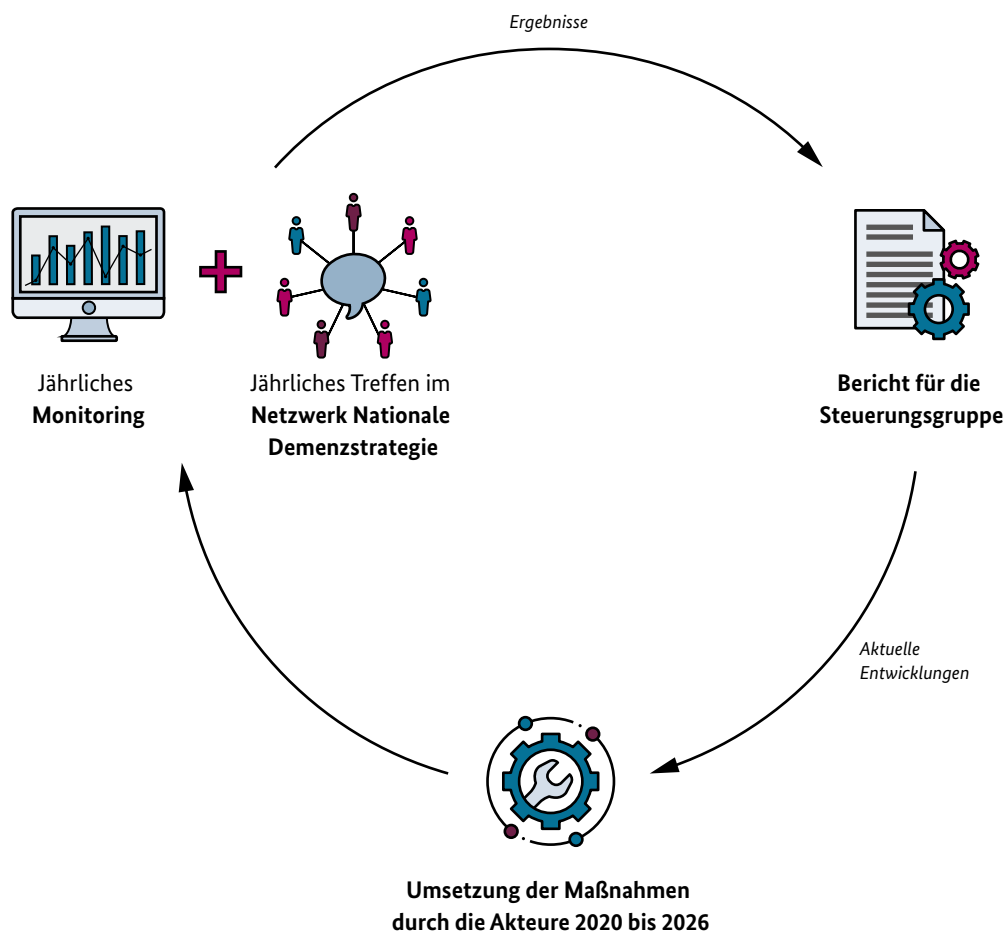 Ergebnisse
Jährliches
Monitoring
Jährliches Treffen im
Netzwerk Nationale
Demenzstrategie
Bericht für die
Steuerungsgruppe
Aktuelle
Entwicklungen
Umsetzung der Maßnahmen
durch die Akteure 2020 bis 2026